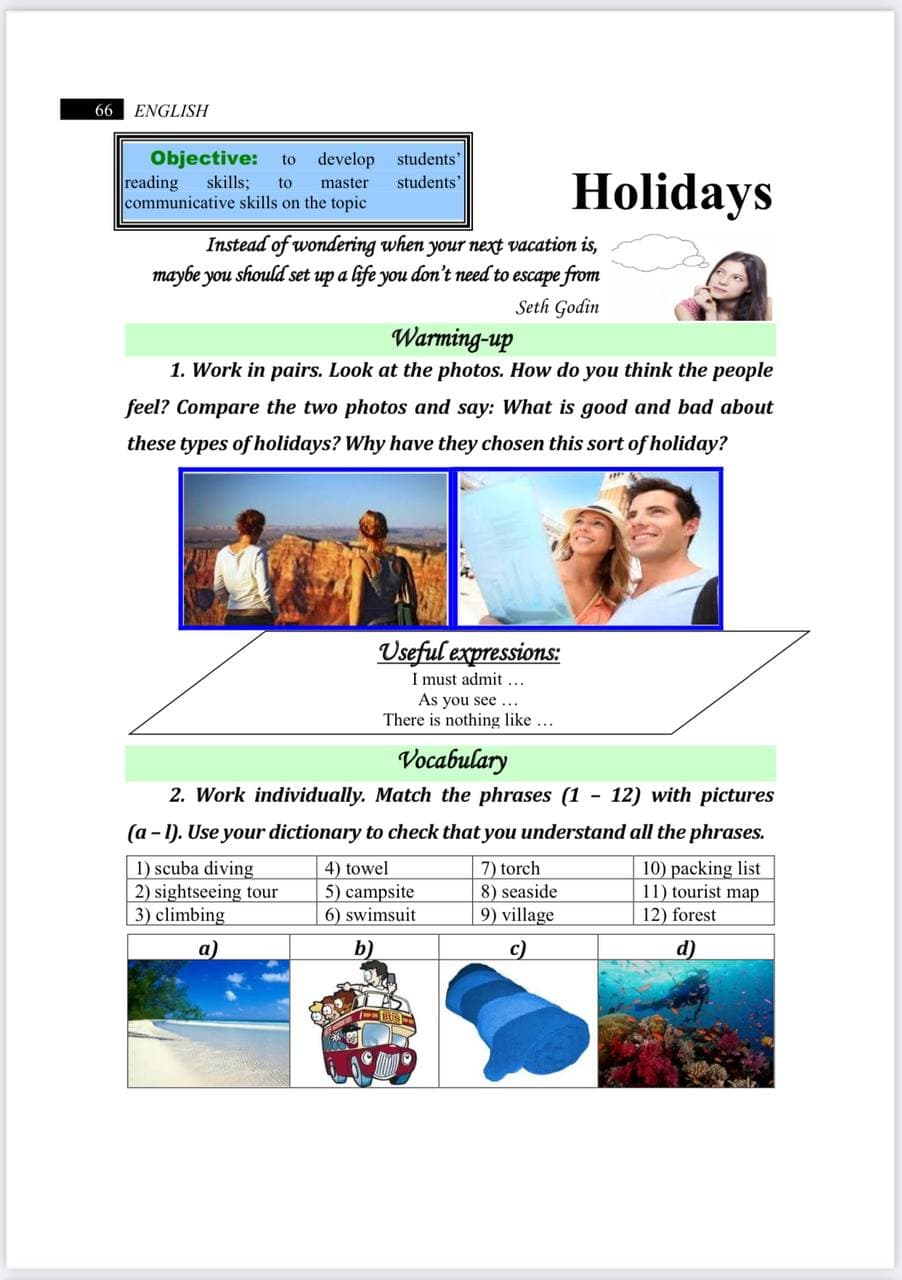 66 ENGLISH
Objective: to develop students’
reading skills; to master students’
communicative skills on the topic
Holidays
Instead of wondering when your next vacation is,
maybe you should set up a life you don’t need to escape from
Seth Godin
Warming-up
1. Work in pairs. Look at the photos. How do you think the people
feel? Compare the two photos and say: What is good and bad about
these types of holidays? Why have they chosen this sort of holiday?
Useful expressions:
I must admit …
As you see …
There is nothing like …
Vocabulary
2. Work individually. Match the phrases (1 – 12) with pictures
(a – l). Use your dictionary to check that you understand all the phrases.
1) scuba diving 4) towel 7) torch 10) packing list
2) sightseeing tour 5) campsite 8) seaside 11) tourist map
3) climbing 6) swimsuit 9) village 12) forest
a) b) c) d)
BUS